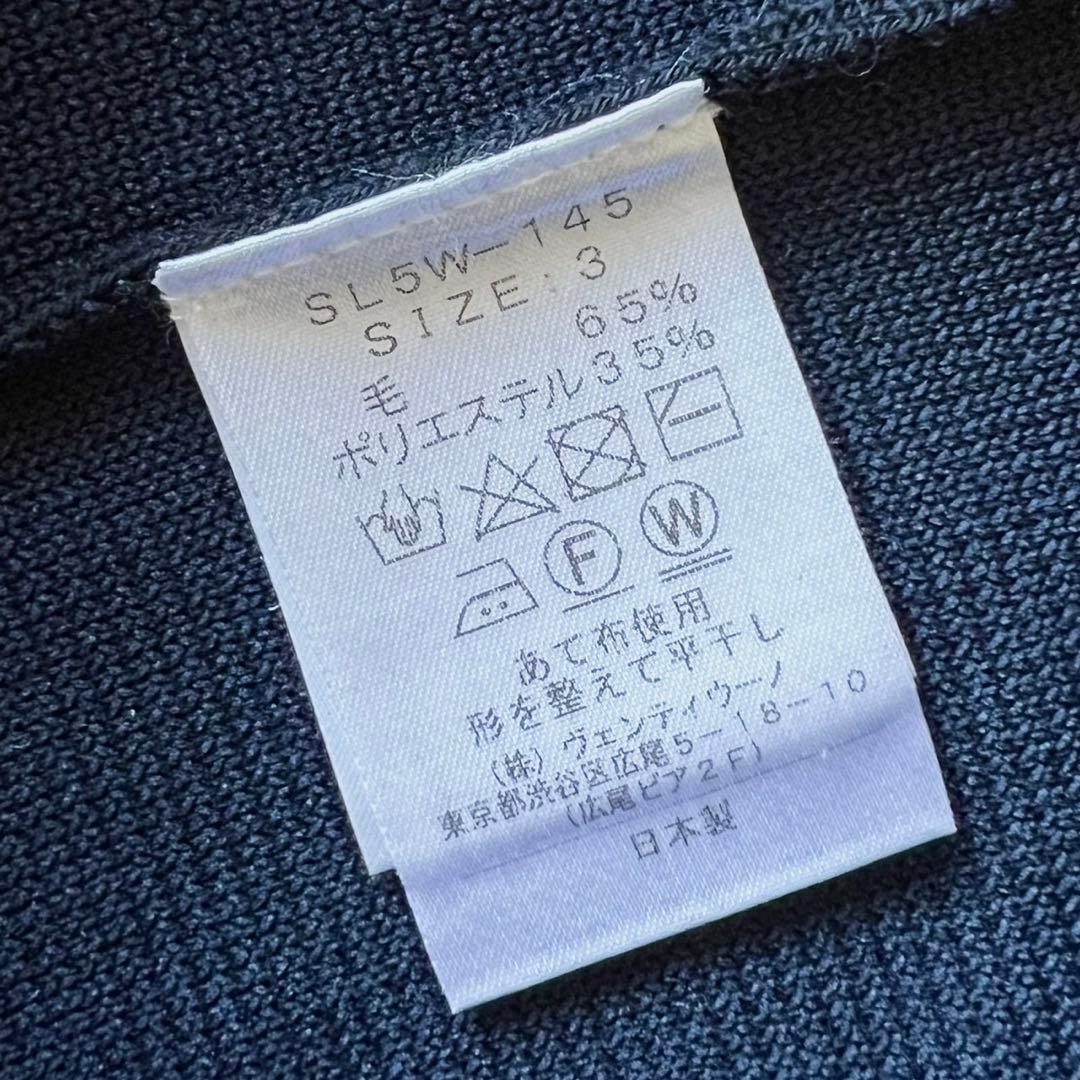 SL5W-145
SIZE:3
毛 65%
ポリエステル35%
F W
あて布使用
形を整えて平干し
(株)ヴェンティウーノ
東京都渋谷区広尾5-18-10
(広尾ピア2F)
日本製